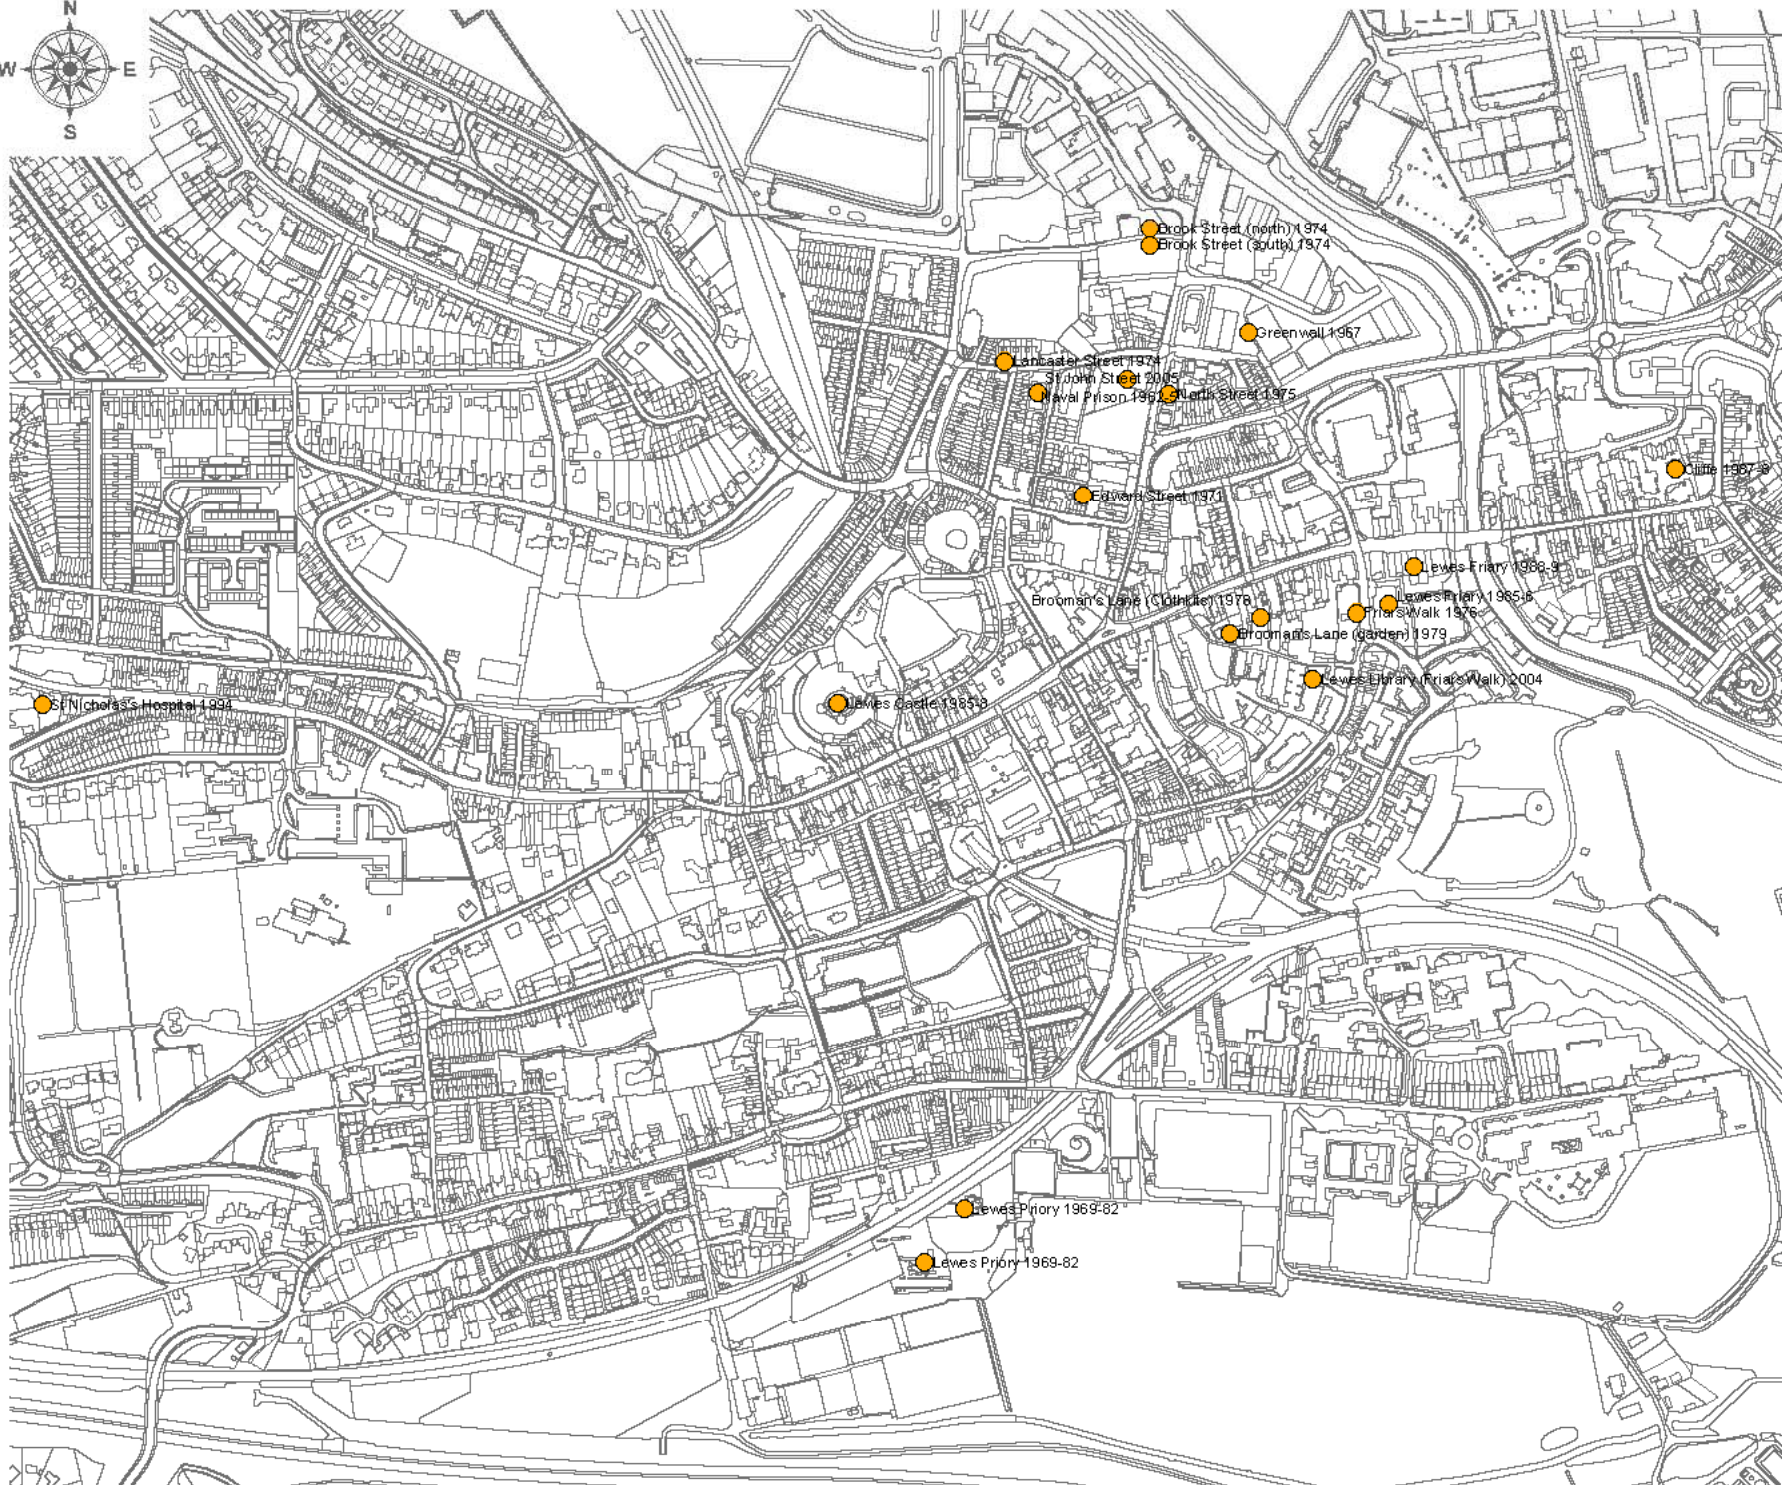 N
W E
S
Brook Street (north) 1974
Brook Street (south) 1974
Greenwall 1967
Lancaster Street 1974
St John Street 2005
Naval Prison
North Street 1975
Cliffe 1987-8
Edward Street 1971
Lewes Friary 1988-9
Lewes Friary 1985-6
Brooman's Lane (Clothkits) 1978
Friars Walk 1976
Brooman's Lane (garden) 1979
Lewes Library (Friars Walk) 2004
St Nicholas's Hospital 1994
Lewes Castle 1985-8
Lewes Priory 1969-82
Lewes Priory 1969-82